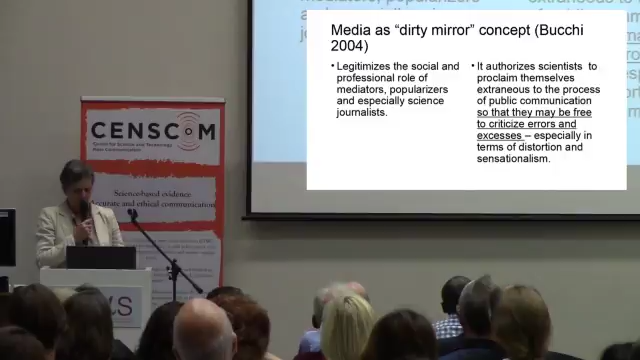 Media as “dirty mirror” concept (Bucchi
2004)
• Legitimizes the social and
professional role of
mediators, popularizers
and especially science
journalists.
• It authorizes scientists to
proclaim themselves
extraneous to the process
of public communication
so that they may be free
to criticize errors and
excesses – especially in
terms of distortion and
sensationalism.
CENSCOM
Science-based evidence
Accurate and ethical communication